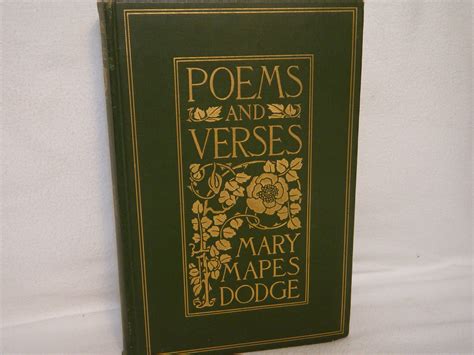 POEMS
AND
VERSES
MARY
MAPES
DODGE